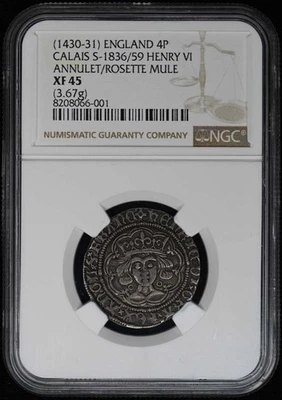 (1430-31) ENGLAND 4P
CALAIS S-1836/59 HENRY VI
ANNULET/ROSETTE MULE
XF 45
(3.67g)
8208066-001
NUMISMATIC GUARANTY COMPANY
NGC